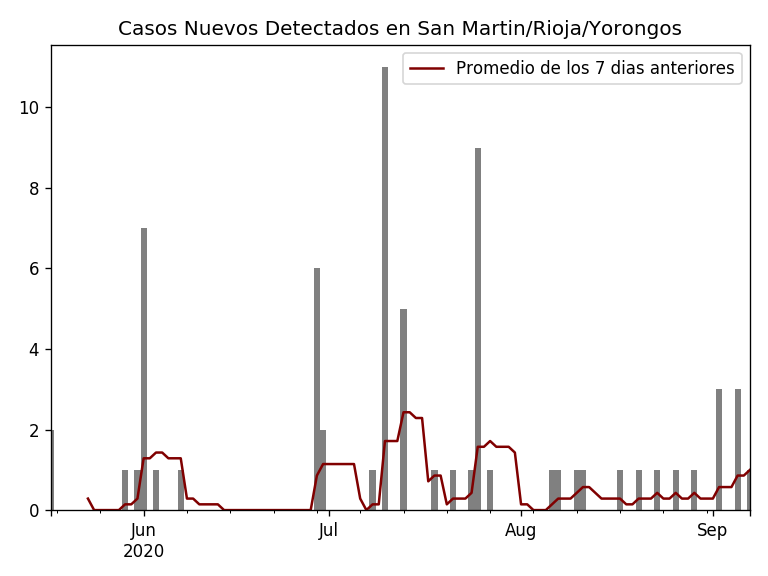 Casos Nuevos Detectados en San Martin/Rioja/Yorongos
Promedio de los 7 dias anteriores
10
8
6
4
2
0
Jun
2020
Jul
Aug
Sep